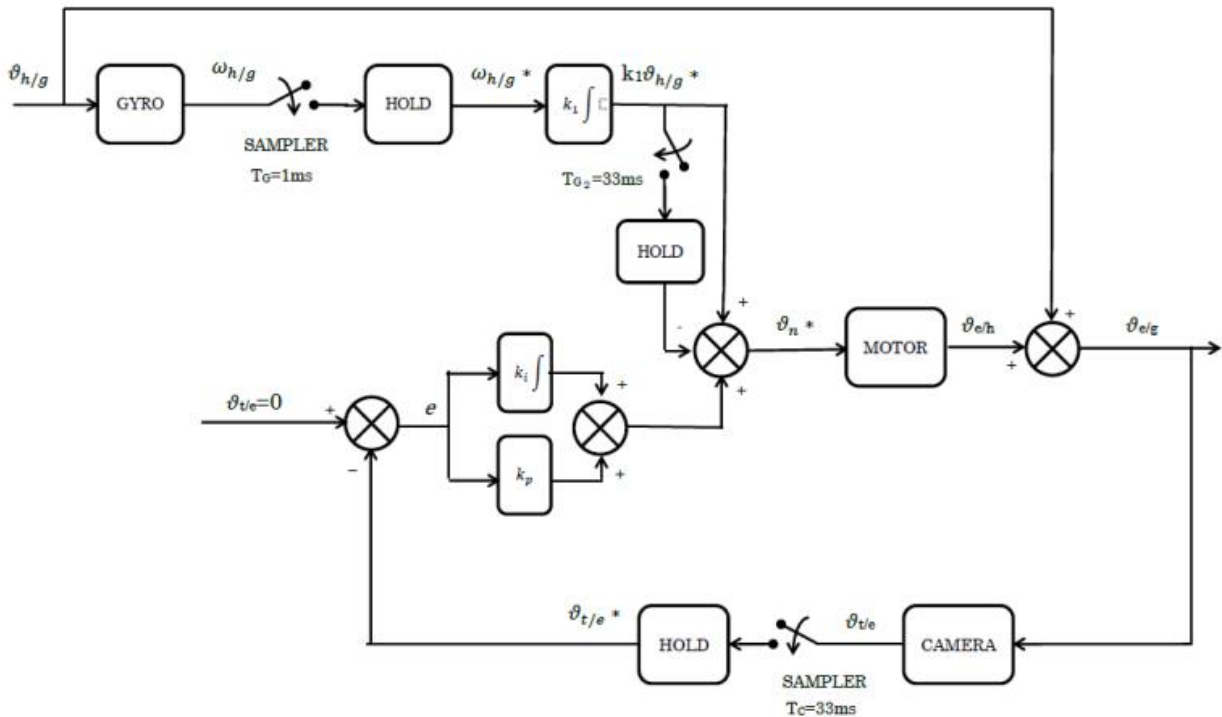 ϑh/g
GYRO
ωh/g
SAMPLER
TG=1ms
HOLD
ωh/g *
k1 ∫
k1ϑh/g *
TG2=33ms
HOLD
+
-
+
ϑn *
MOTOR
ϑe/h
+
+
ϑe/g
ϑt/e=0
+
−
e
ki ∫
kp
+
+
ϑt/e *
HOLD
SAMPLER
TC=33ms
ϑt/e
CAMERA